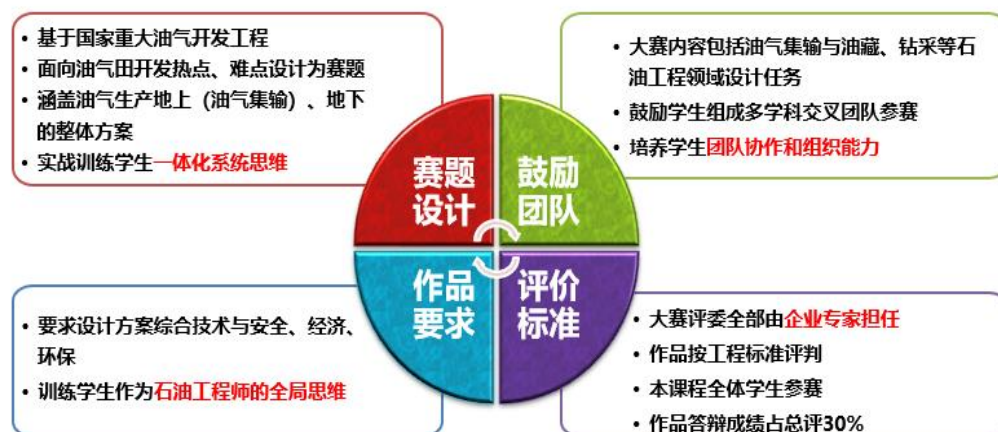 • 基于国家重大油气开发工程
• 面向油气田开发热点、难点设计为赛题
• 涵盖油气生产地上（油气集输）、地下
的整体方案
• 实战训练学生一体化系统思维
• 大赛内容包括油气集输与油藏、钻采等石
油工程领域设计任务
• 鼓励学生组成多学科交叉团队参赛
• 培养学生团队协作和组织能力
赛题
设计
鼓励
团队
作品
要求
评价
标准
• 要求设计方案综合技术与安全、经济、
环保
• 训练学生作为石油工程师的全局思维
• 大赛评委全部由企业专家担任
• 作品按工程标准评判
• 本课程全体学生参赛
• 作品答辩成绩占总评30%